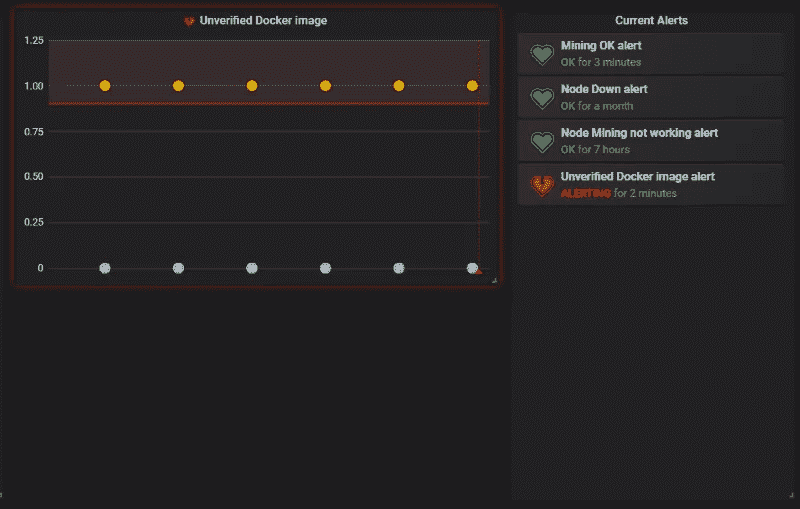 Unverified Docker image
1.25
1.00
0.75
0.50
0.25
0
Current Alerts
Mining OK alert
OK for 3 minutes
Node Down alert
OK for a month
Node Mining not working alert
OK for 7 hours
Unverified Docker image alert
ALERTING for 2 minutes